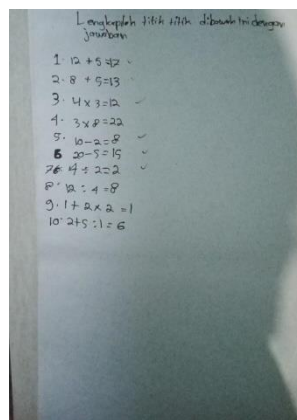 Lengkapilah titik titik dibawah ini dengan
jawaban
1. 12 + 5 = 17
2. 8 + 5 = 13
3. 4 x 3 = 12
4. 3 x 8 = 22
5. 10 - 2 = 8
6 20 - 5 = 15
7. 4 : 2 = 2
8. 12 : 4 = 8
9. 1 + 2 x 2 = 1
10. 2 + 5 : 1 = 6